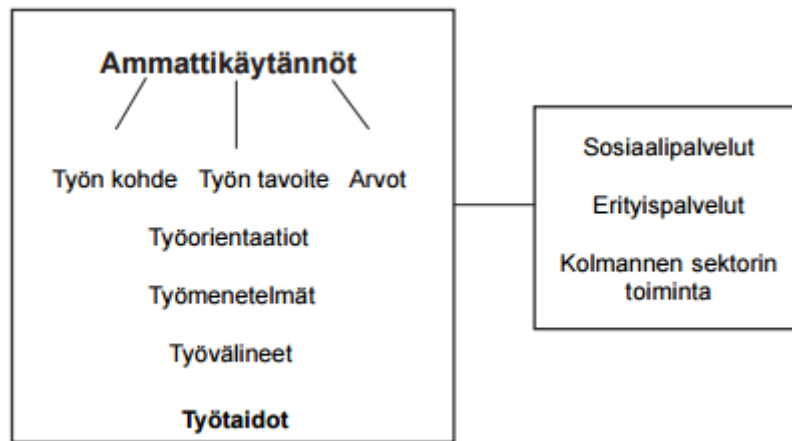 Ammattikäytännöt
Työn kohde Työn tavoite Arvot
Työorientaatiot
Työmenetelmät
Työvälineet
Työtaidot
Sosiaalipalvelut
Erityispalvelut
Kolmannen sektorin
toiminta